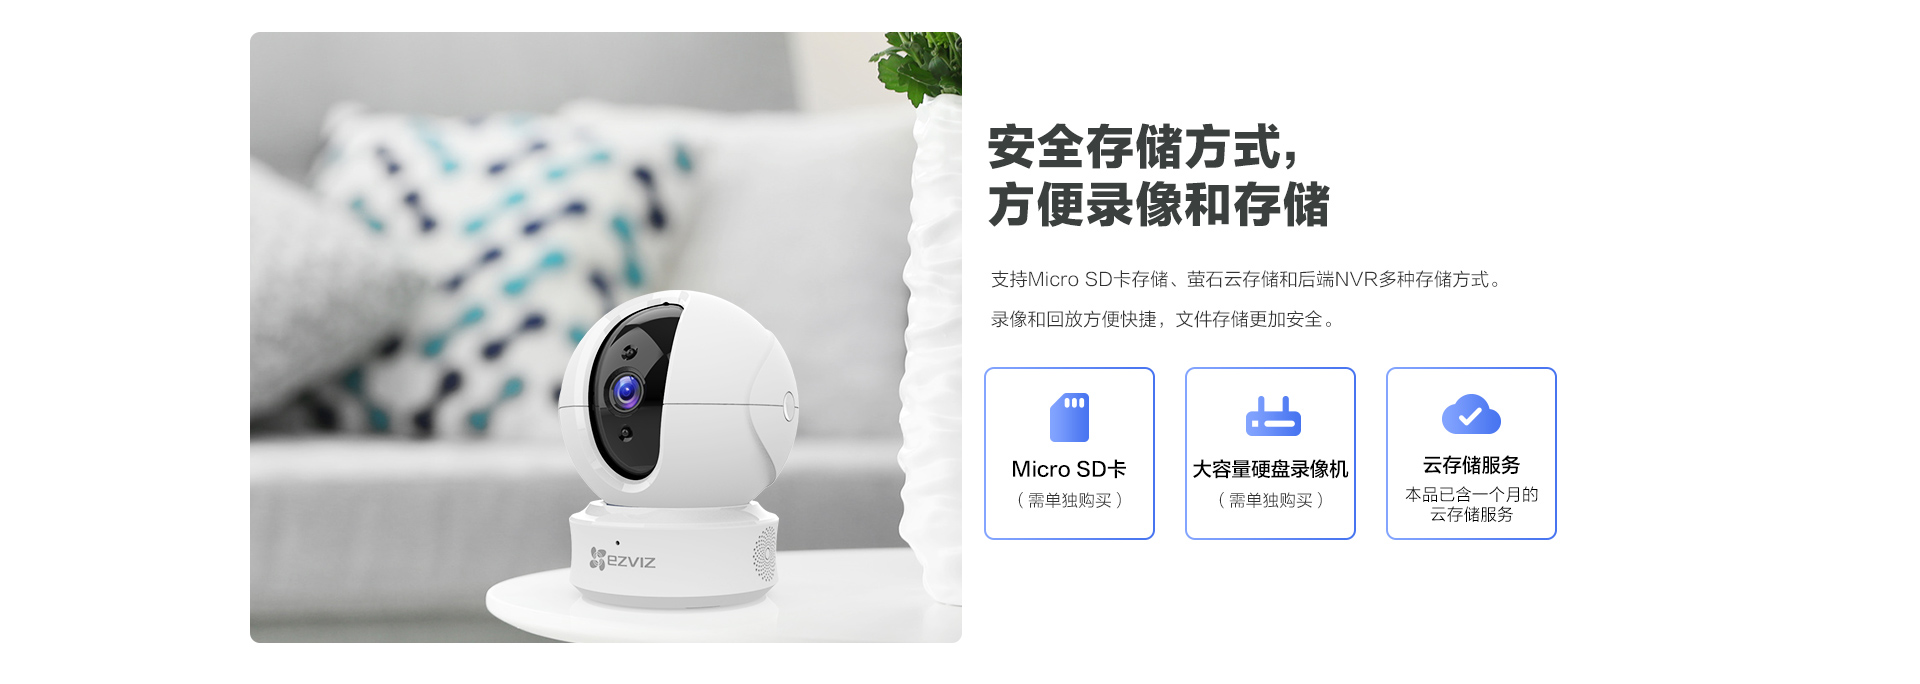 安全存储方式，
方便录像和存储
支持Micro SD卡存储、萤石云存储和后端NVR多种存储方式。
录像和回放方便快捷，文件存储更加安全。
Micro SD卡
（需单独购买）
大容量硬盘录像机
（需单独购买）
云存储服务
本品已含一个月的
云存储服务
ezviz